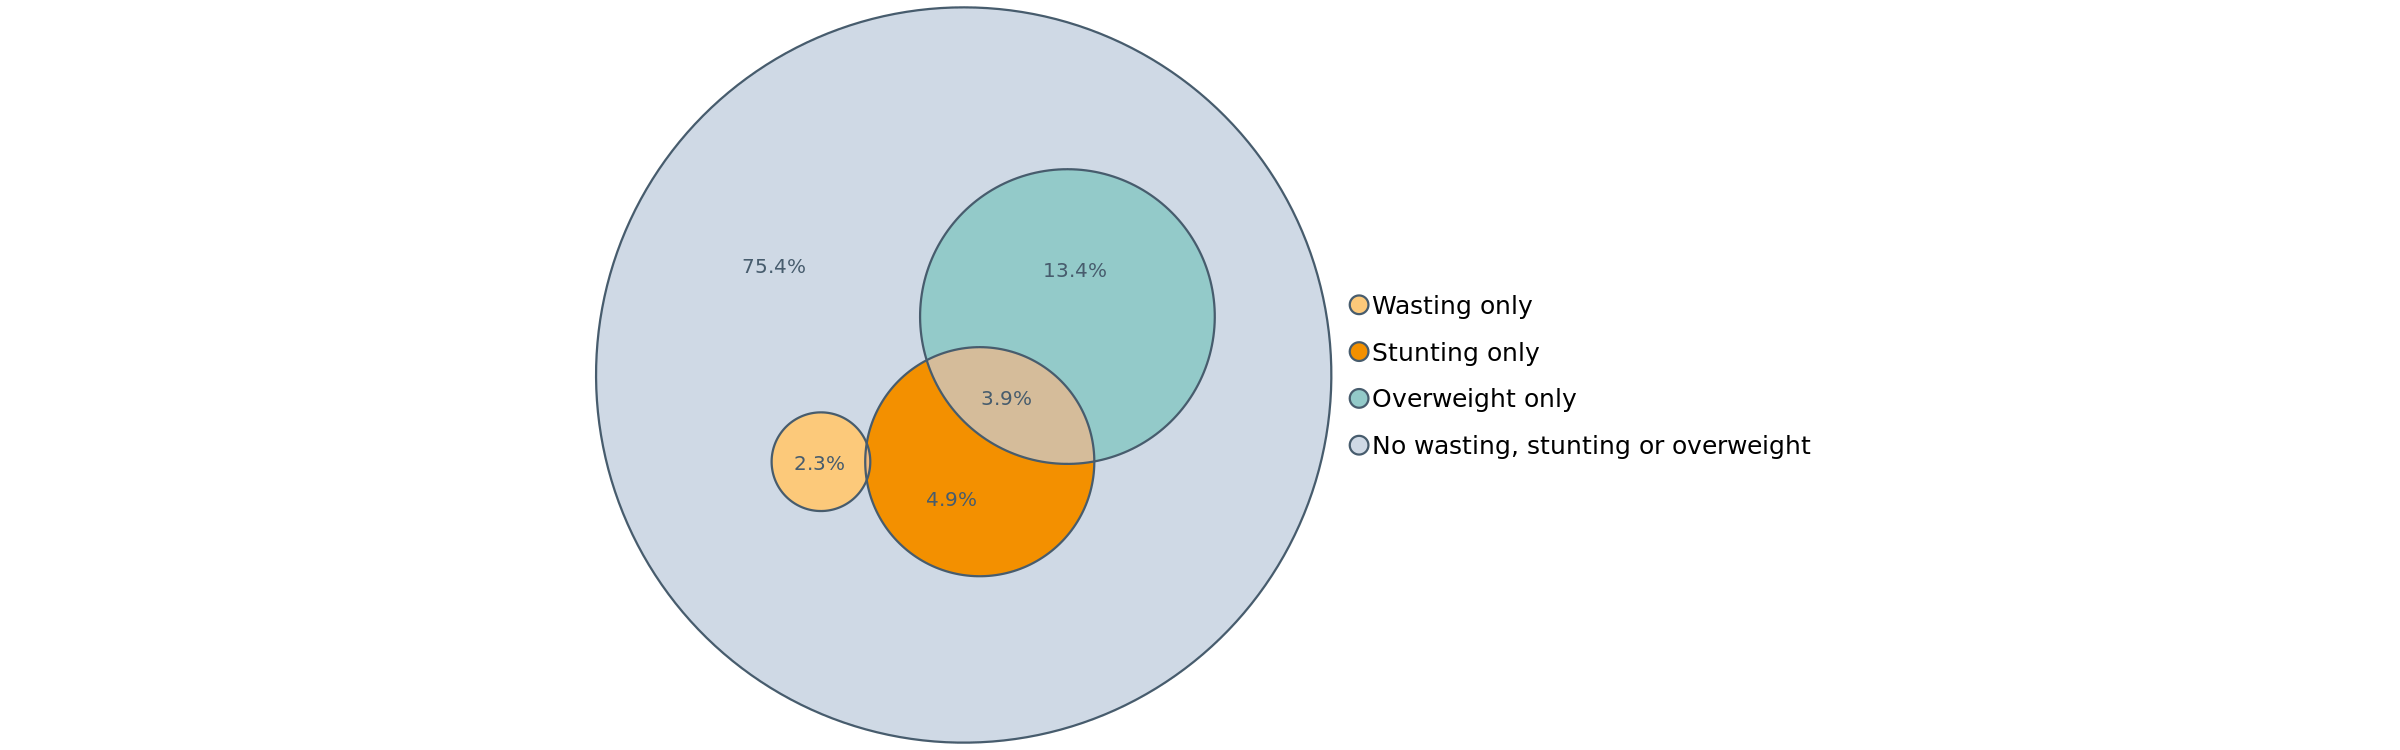 75.4%
13.4%
3.9%
2.3%
4.9%
Wasting only
Stunting only
Overweight only
No wasting, stunting or overweight